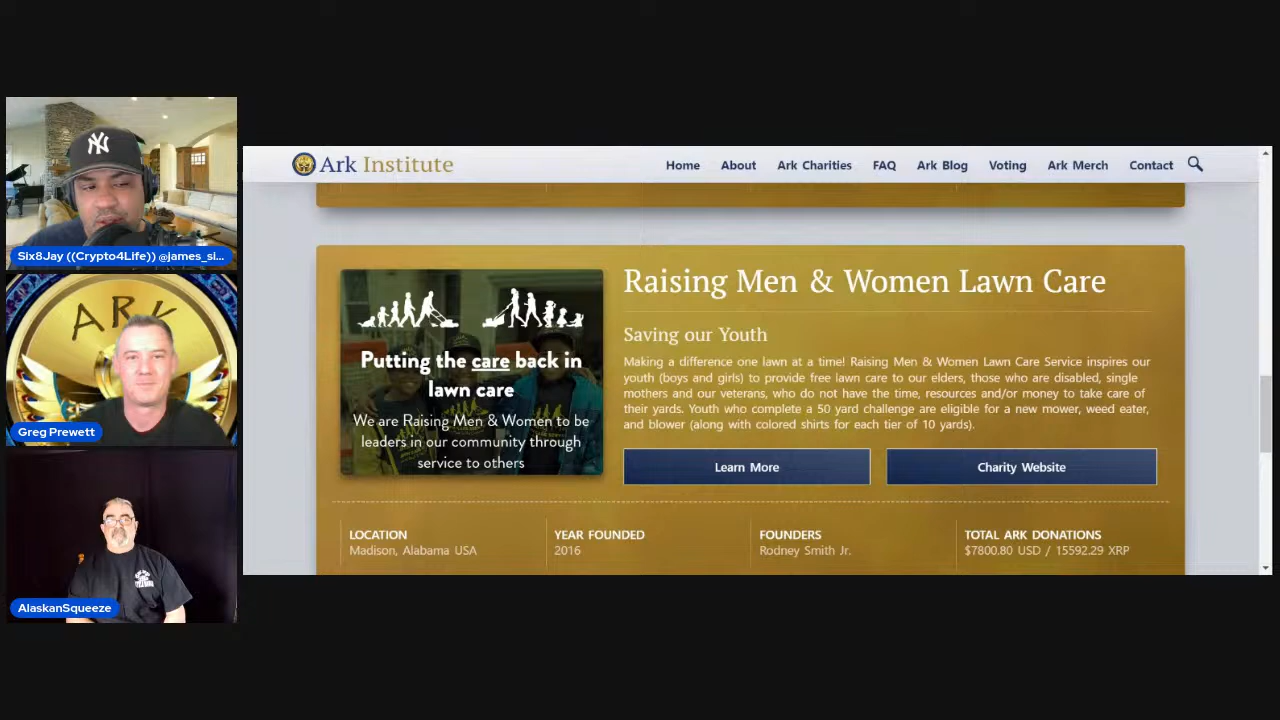 NY
Six8Jay ((Crypto4Life)) @james_si...
ARK
Greg Prewett
AlaskanSqueeze
Ark Institute
Home About Ark Charities FAQ Ark Blog Voting Ark Merch Contact
Raising Men & Women Lawn Care
Saving our Youth
Making a difference one lawn at a time! Raising Men & Women Lawn Care Service inspires our
youth (boys and girls) to provide free lawn care to our elders, those who are disabled, single
mothers and our veterans, who do not have the time, resources and/or money to take care of
their yards. Youth who complete a 50 yard challenge are eligible for a new mower, weed eater,
and blower (along with colored shirts for each tier of 10 yards).
Putting the care back in
lawn care
We are Raising Men & Women to be
leaders in our community through
service to others
Learn More
Charity Website
LOCATION
Madison, Alabama USA
YEAR FOUNDED
2016
FOUNDERS
Rodney Smith Jr.
TOTAL ARK DONATIONS
$7800.80 USD / 15592.29 XRP